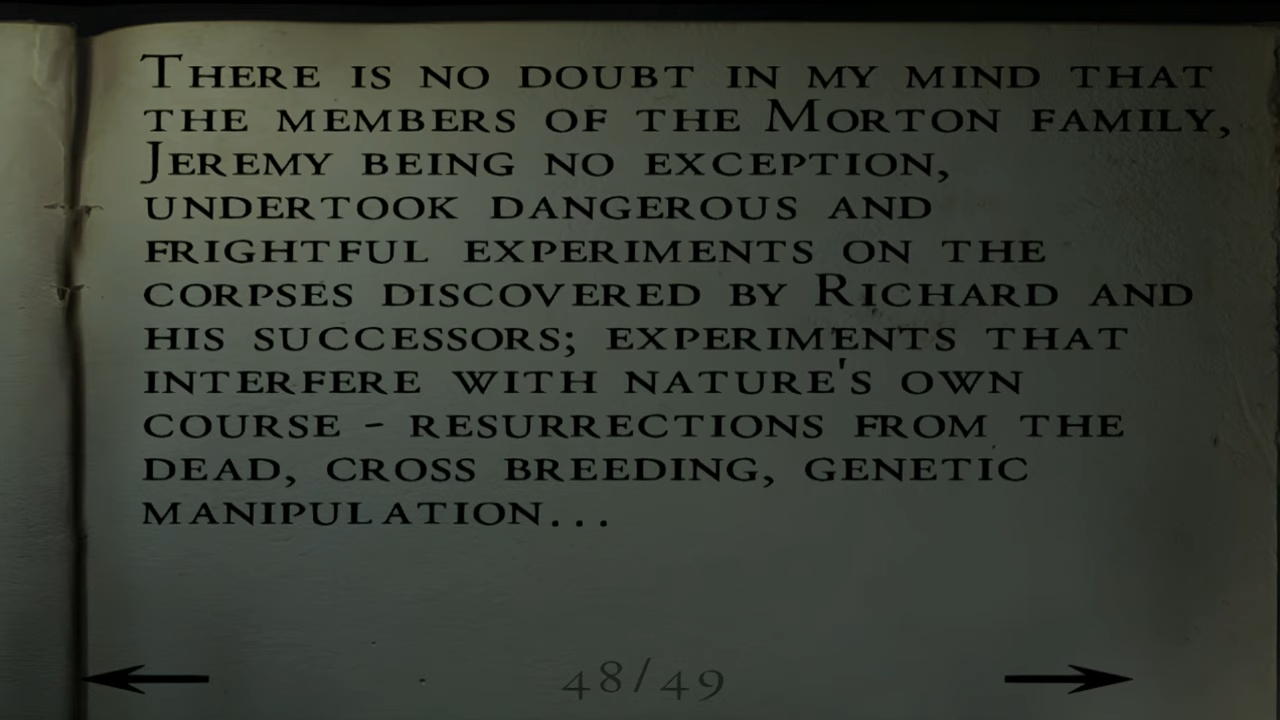 There is no doubt in my mind that
the members of the Morton family,
Jeremy being no exception,
undertook dangerous and
frightful experiments on the
corpses discovered by Richard and
his successors; experiments that
interfere with nature's own
course - resurrections from the
dead, cross breeding, genetic
manipulation...
48/49